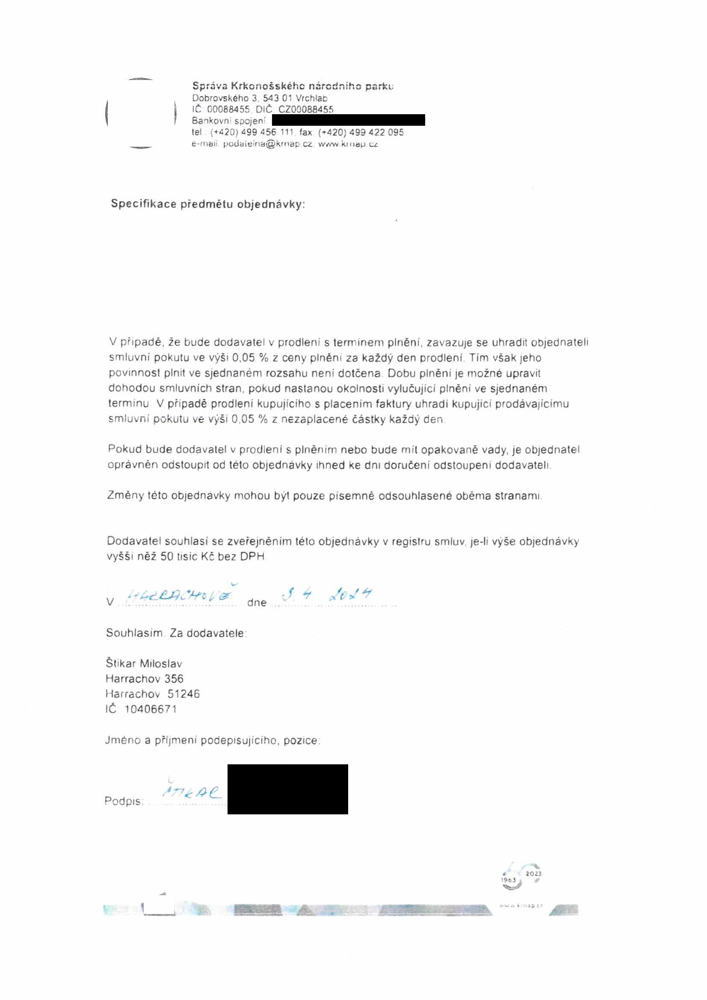 Správa Krkonošského národního parku
Dobrovského 3, 543 01 Vrchlabí
IČ: 00088455, DIČ: CZ00088455
Bankovní spojení:
tel.: (+420) 499 456 111, fax: (+420) 499 422 095
e-mail: podatelna@krnap.cz, www.krnap.cz
Specifikace předmětu objednávky:
V případě, že bude dodavatel v prodlení s termínem plnění, zavazuje se uhradit objednateli
smluvní pokutu ve výši 0,05 % z ceny plnění za každý den prodlení. Tím však jeho
povinnost plnit ve sjednaném rozsahu není dotčena. Dobu plnění je možné upravit
dohodou smluvních stran, pokud nastanou okolnosti vylučující plnění ve sjednaném
termínu. V případě prodlení kupujícího s placením faktury uhradí kupující prodávajícímu
smluvní pokutu ve výši 0,05 % z nezaplacené částky každý den.
Pokud bude dodavatel v prodlení s plněním nebo bude mít opakovaně vady, je objednatel
oprávněn odstoupit od této objednávky ihned ke dni doručení odstoupení dodavateli.
Změny této objednávky mohou být pouze písemně odsouhlasené oběma stranami.
Dodavatel souhlasí se zveřejněním této objednávky v registru smluv, je-li výše objednávky
vyšší něž 50 tisíc Kč bez DPH.
V HARRACHOVĚ dne 3. 4. 2024
Souhlasím. Za dodavatele:
Štikar Miloslav
Harrachov 356
Harrachov 51246
IČ: 10406671
Jméno a příjmení podepisujícího, pozice:
Podpis: ŠTIKAR
1963 2023
www.krnap.cz